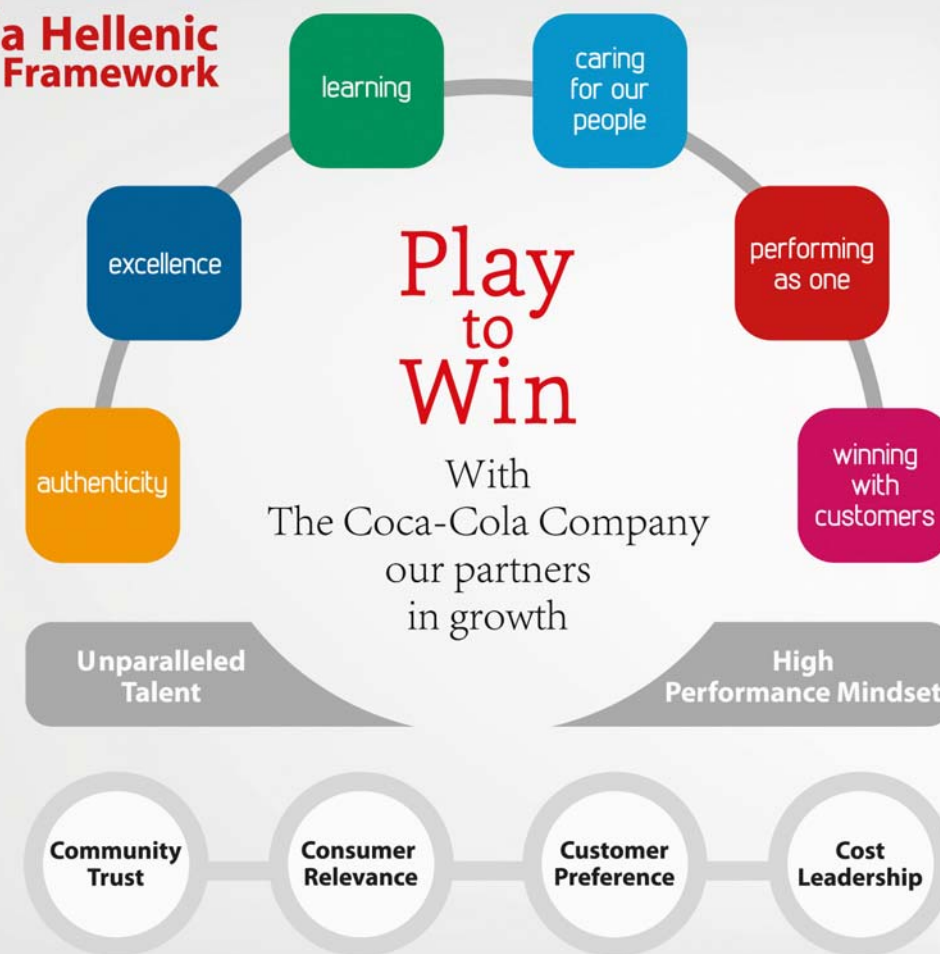 a Hellenic
Framework
learning
caring
for our
people
excellence
performing
as one
authenticity
winning
with
customers
Play
to
Win
With
The Coca-Cola Company
our partners
in growth
Unparalleled
Talent
High
Performance Mindset
Community
Trust
Consumer
Relevance
Customer
Preference
Cost
Leadership